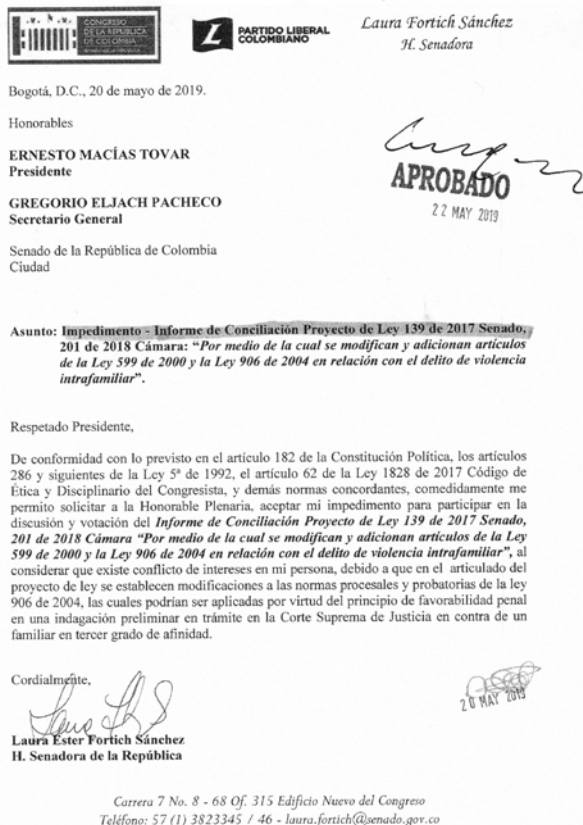 CONGRESO
DE LA REPÚBLICA
DE COLOMBIA
PARTIDO LIBERAL
COLOMBIANO
Laura Fortich Sánchez
H. Senadora
Bogotá, D.C., 20 de mayo de 2019.
Honorables
ERNESTO MACÍAS TOVAR
Presidente
APROBADO
22 MAY 2019
GREGORIO ELJACH PACHECO
Secretario General
Senado de la República de Colombia
Ciudad
Asunto: Impedimento - Informe de Conciliación Proyecto de Ley 139 de 2017 Senado,
201 de 2018 Cámara: “Por medio de la cual se modifican y adicionan artículos
de la Ley 599 de 2000 y la Ley 906 de 2004 en relación con el delito de violencia
intrafamiliar”.
Respetado Presidente,
De conformidad con lo previsto en el artículo 182 de la Constitución Política, los artículos
286 y siguientes de la Ley 5ª de 1992, el artículo 62 de la Ley 1828 de 2017 Código de
Ética y Disciplinario del Congresista, y demás normas concordantes, comedidamente me
permito solicitar a la Honorable Plenaria, aceptar mi impedimento para participar en la
discusión y votación del Informe de Conciliación Proyecto de Ley 139 de 2017 Senado,
201 de 2018 Cámara “Por medio de la cual se modifican y adicionan artículos de la Ley
599 de 2000 y la Ley 906 de 2004 en relación con el delito de violencia intrafamiliar”, al
considerar que existe conflicto de intereses en mi persona, debido a que en el articulado del
proyecto de ley se establecen modificaciones a las normas procesales y probatorias de la ley
906 de 2004, las cuales podrían ser aplicadas por virtud del principio de favorabilidad penal
en una indagación preliminar en trámite en la Corte Suprema de Justicia en contra de un
familiar en tercer grado de afinidad.
Cordialmente,
20 MAY 2019
Laura Ester Fortich Sánchez
H. Senadora de la República
Carrera 7 No. 8 - 68 Of. 315 Edificio Nuevo del Congreso
Teléfono: 57 (1) 3823345 / 46 - laura.fortich@senado.gov.co